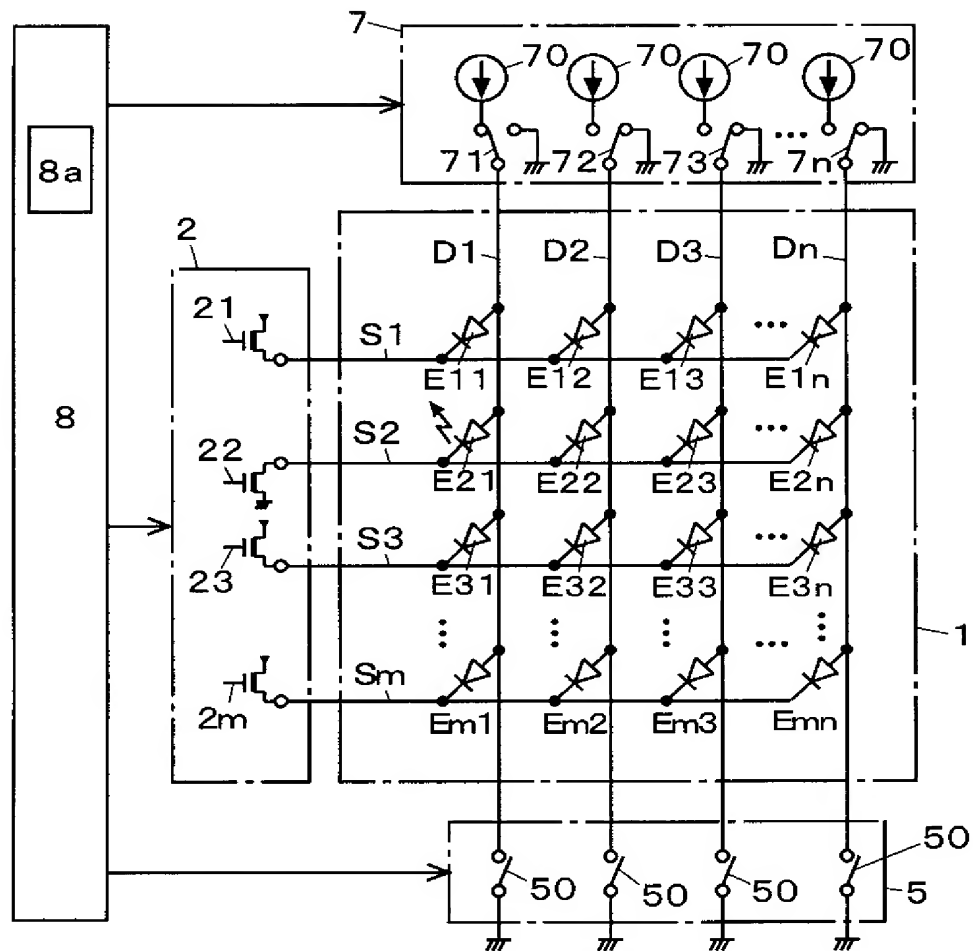 7
70 70 70 70
8a
71 72 73 ... 7n
2
D1 D2 D3 Dn
21
S1
E11 E12 E13 ... E1n
8
S2
22
E21 E22 E23 ... E2n
S3
23
E31 E32 E33 ... E3n
1
Sm
2m
Em1 Em2 Em3 ... Emn
50
50 50 50
5